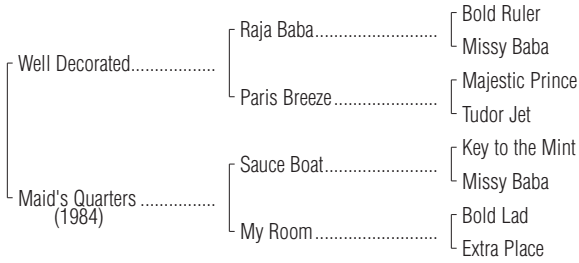 Bold Ruler
Raja Baba
Missy Baba
Well Decorated
Majestic Prince
Paris Breeze
Tudor Jet
Key to the Mint
Sauce Boat
Missy Baba
Maid's Quarters
(1984)
Bold Lad
My Room
Extra Place